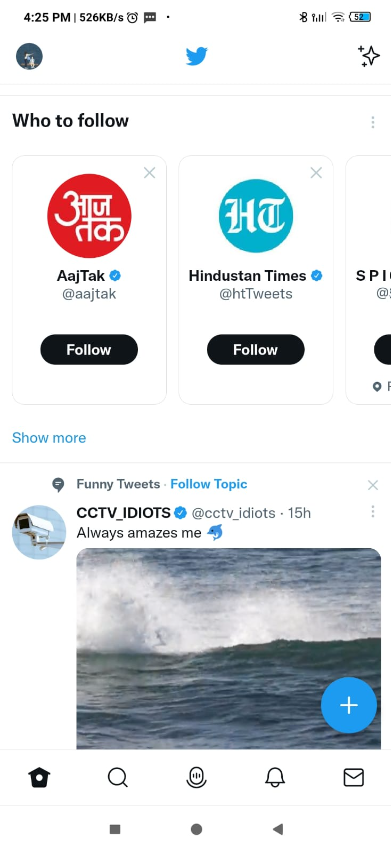 4:25 PM | 526KB/s
52
Who to follow
आज
तक
HT
AajTak
@aajtak
Follow
Hindustan Times
@htTweets
Follow
S P I
Show more
Funny Tweets · Follow Topic
CCTV_IDIOTS @cctv_idiots · 15h
Always amazes me 🐬